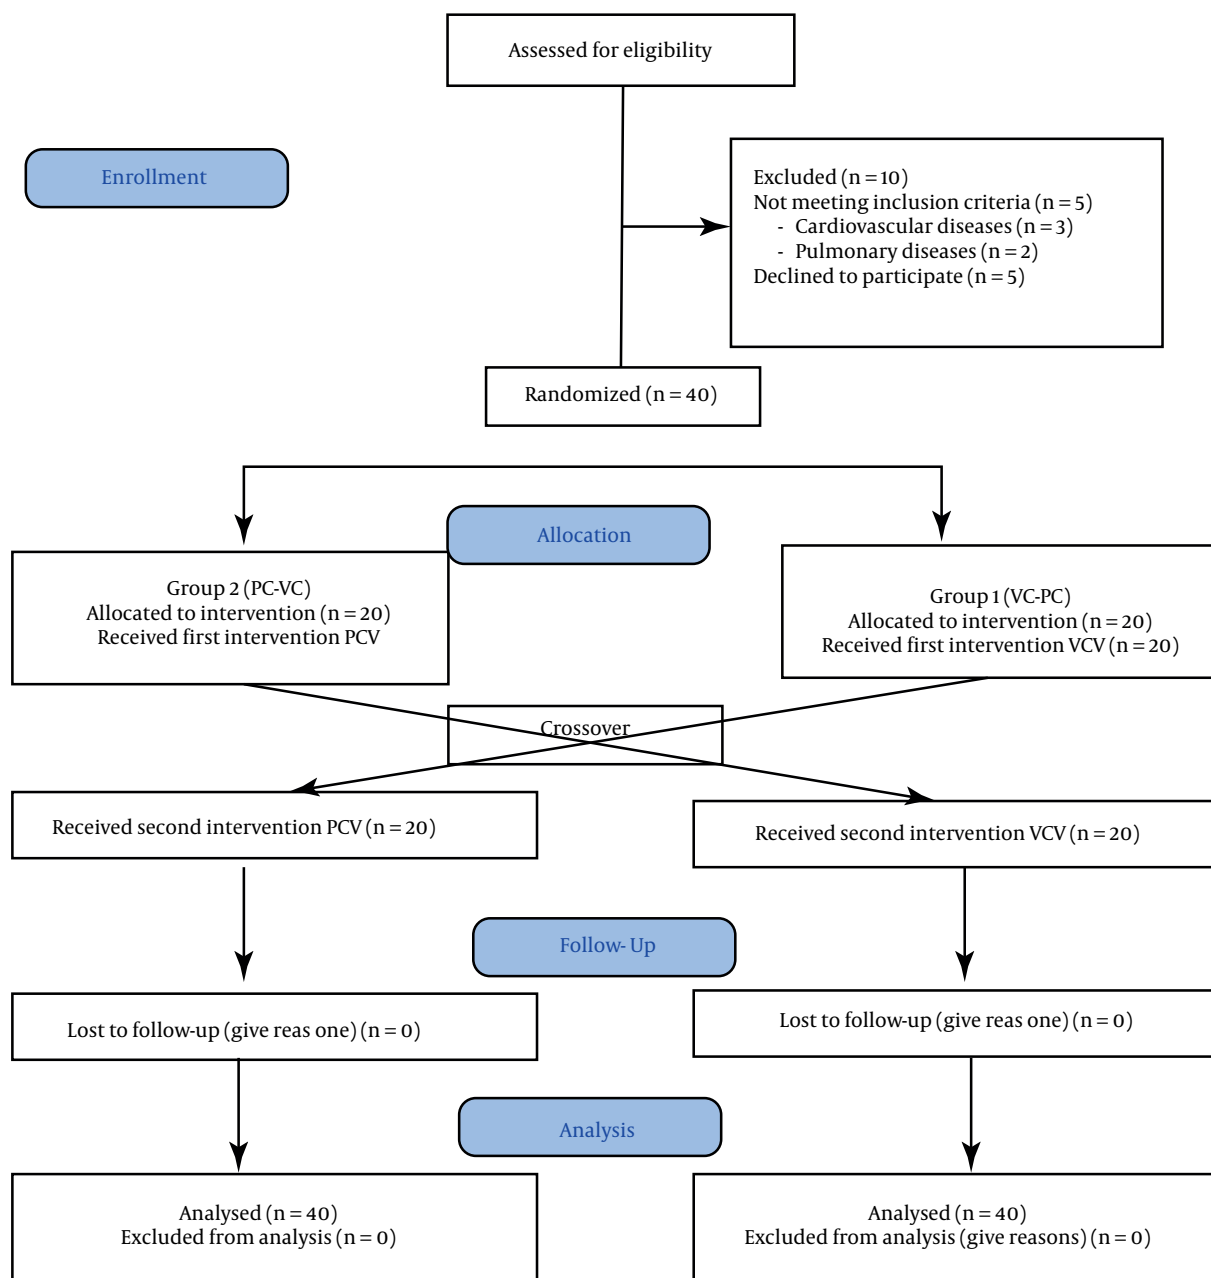 Assessed for eligibility
Enrollment
Excluded (n = 10)
Not meeting inclusion criteria (n = 5)
- Cardiovascular diseases (n = 3)
- Pulmonary diseases (n = 2)
Declined to participate (n = 5)
Randomized (n = 40)
Allocation
Group 2 (PC-VC)
Allocated to intervention (n = 20)
Received first intervention PCV
Group 1 (VC-PC)
Allocated to intervention (n = 20)
Received first intervention VCV (n = 20)
Crossover
Received second intervention PCV (n = 20)
Received second intervention VCV (n = 20)
Follow- Up
Lost to follow-up (give reas one) (n = 0)
Lost to follow-up (give reas one) (n = 0)
Analysis
Analysed (n = 40)
Excluded from analysis (n = 0)
Analysed (n = 40)
Excluded from analysis (give reasons) (n = 0)